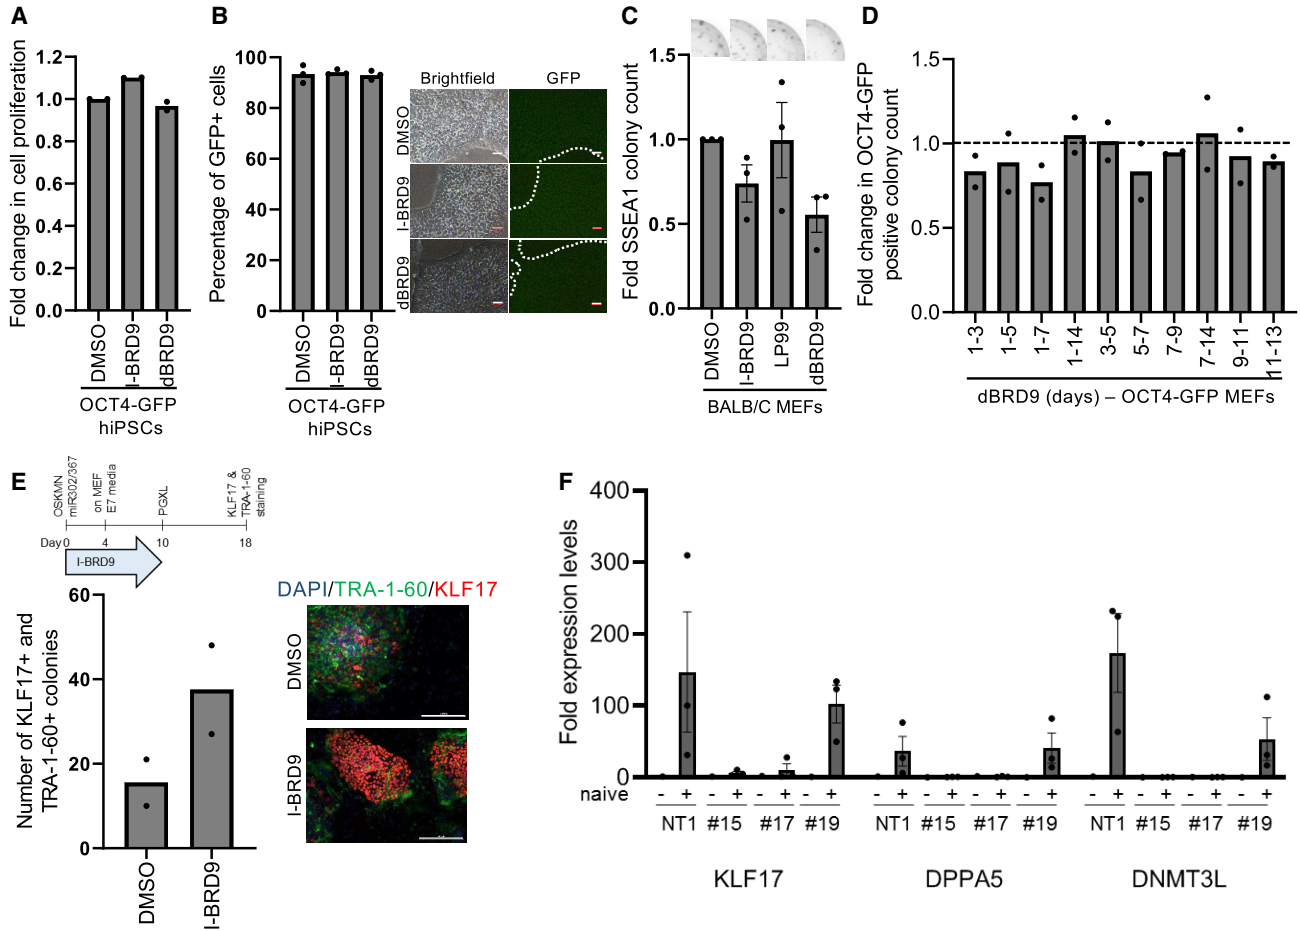 A
Fold change in cell proliferation
1.2
1.0
0.8
0.6
0.4
0.2
0.0
DMSO
I-BRD9
dBRD9
OCT4-GFP
hiPSCs
B
Percentage of GFP+ cells
100
80
60
40
20
0
DMSO
I-BRD9
dBRD9
OCT4-GFP
hiPSCs
Brightfield
GFP
DMSO
I-BRD9
dBRD9
C
Fold SSEA1 colony count
1.5
1.0
0.5
0.0
DMSO
I-BRD9
LP99
dBRD9
BALB/C MEFs
D
Fold change in OCT4-GFP
positive colony count
1.5
1.0
0.5
0.0
1-3
1-5
1-7
1-14
3-5
5-7
7-9
7-14
9-11
11-13
dBRD9 (days) – OCT4-GFP MEFs
E
OSKMN
miR302/367
on MEF
E7 media
PGXL
KLF17 &
TRA-1-60
staining
Day 0 4 10 18
I-BRD9
Number of KLF17+ and
TRA-1-60+ colonies
60
40
20
0
DMSO
I-BRD9
DAPI/TRA-1-60/KLF17
DMSO
I-BRD9
F
Fold expression levels
400
300
200
100
0
naive - + - + - + - + - + - + - + - + - + - + - + - +
NT1 #15 #17 #19 NT1 #15 #17 #19 NT1 #15 #17 #19
KLF17 DPPA5 DNMT3L